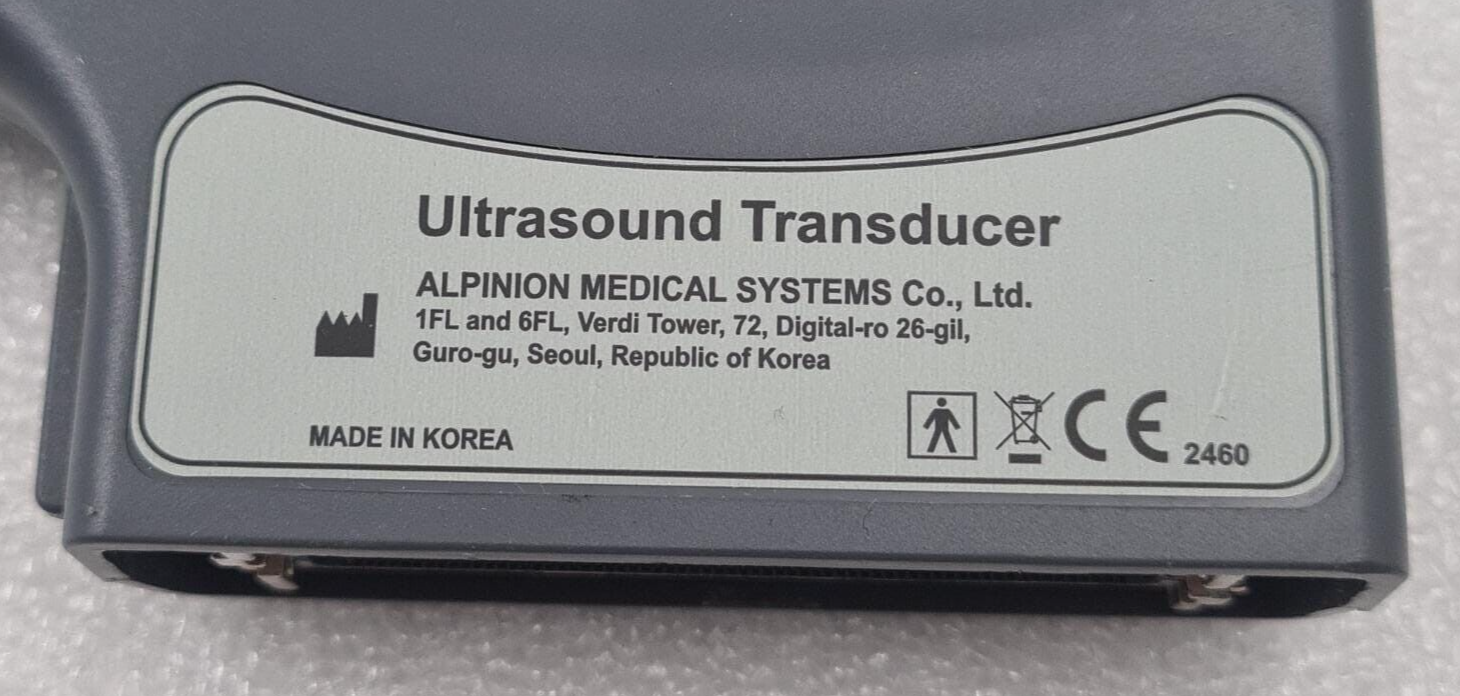 Ultrasound Transducer
ALPINION MEDICAL SYSTEMS Co., Ltd.
1FL and 6FL, Verdi Tower, 72, Digital-ro 26-gil,
Guro-gu, Seoul, Republic of Korea
MADE IN KOREA
CE 2460